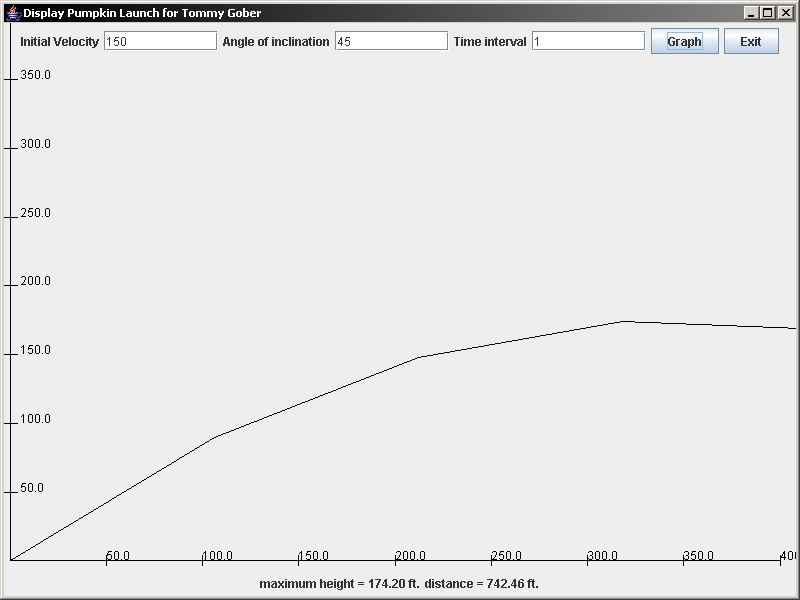 Display Pumpkin Launch for Tommy Gober
Initial Velocity 150 Angle of inclination 45 Time interval 1 Graph Exit
350.0
300.0
250.0
200.0
150.0
100.0
50.0
50.0 100.0 150.0 200.0 250.0 300.0 350.0 40
maximum height = 174.20 ft. distance = 742.46 ft.